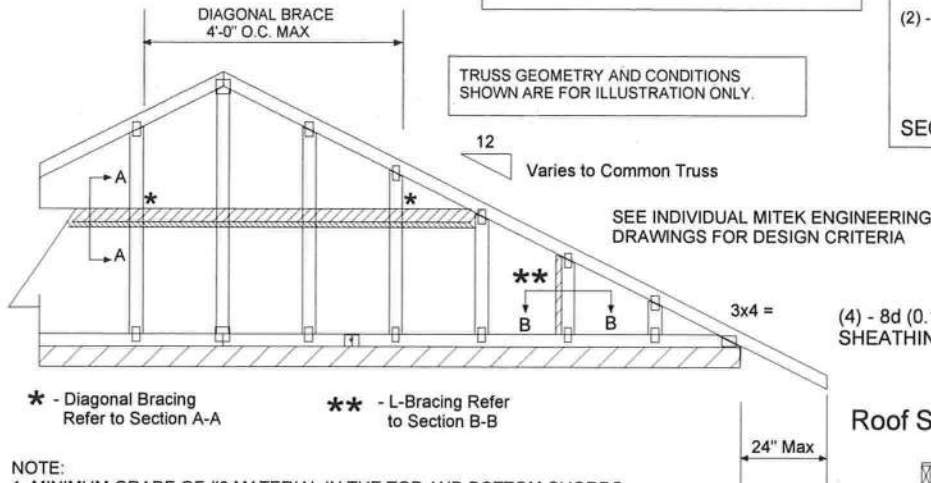 DIAGONAL BRACE
4'-0" O.C. MAX
(2) -
TRUSS GEOMETRY AND CONDITIONS
SHOWN ARE FOR ILLUSTRATION ONLY.
SEC
12
Varies to Common Truss
A
*
*
SEE INDIVIDUAL MITEK ENGINEERING
DRAWINGS FOR DESIGN CRITERIA
A
**
B
B
3x4 =
(4) - 8d (0.
SHEATHIN
* - Diagonal Bracing
Refer to Section A-A
** - L-Bracing Refer
to Section B-B
Roof S
24" Max
NOTE: